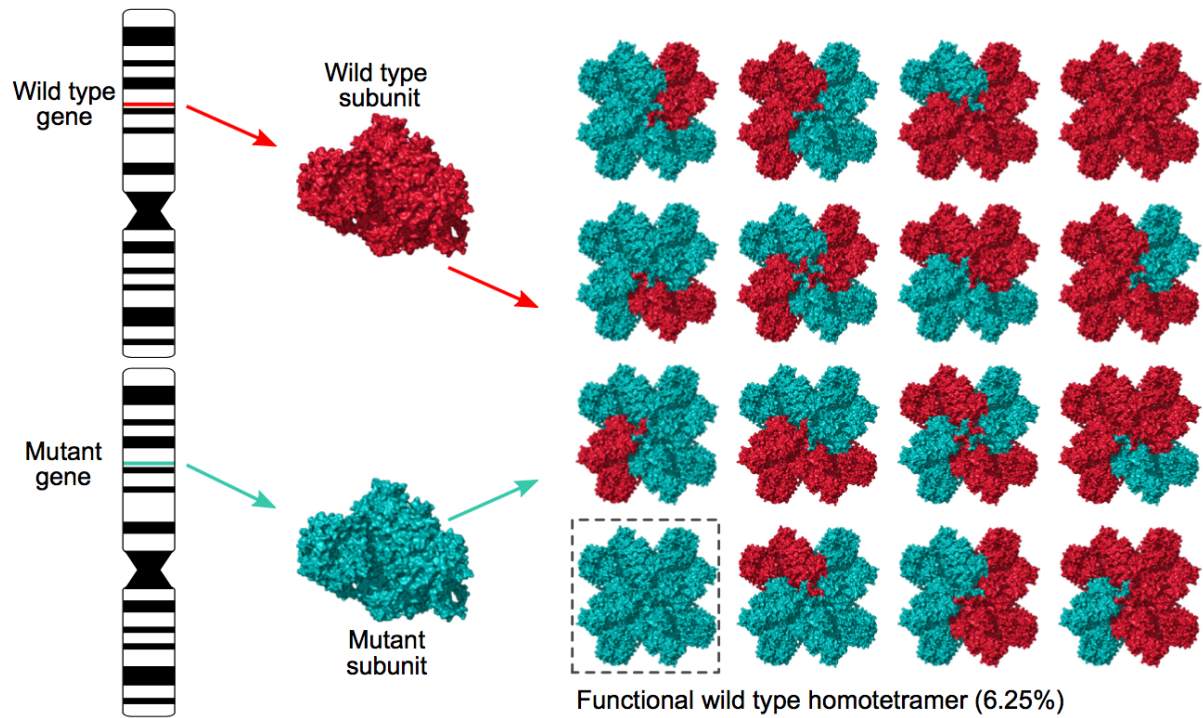 Wild type
gene
Wild type
subunit
Mutant
gene
Mutant
subunit
Functional wild type homotetramer (6.25%)